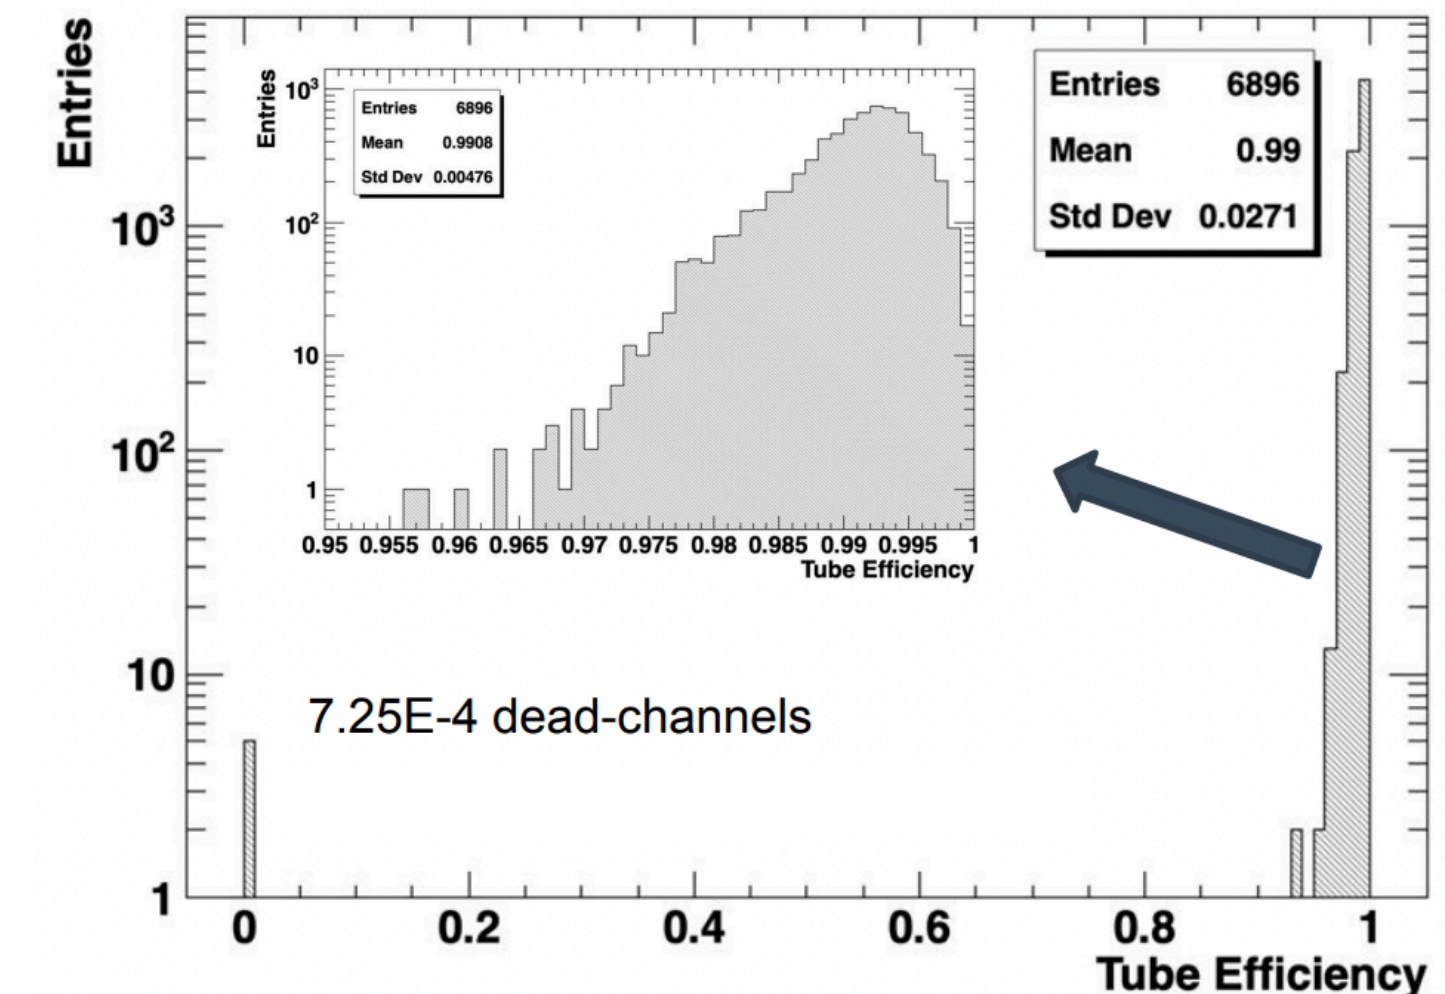 Entries
10³
10²
10
1
0 0.2 0.4 0.6 0.8 1
Tube Efficiency
Entries 6896
Mean 0.99
Std Dev 0.0271
Entries
10³
10²
10
1
0.95 0.955 0.96 0.965 0.97 0.975 0.98 0.985 0.99 0.995 1
Tube Efficiency
Entries 6896
Mean 0.9908
Std Dev 0.00476
7.25E-4 dead-channels